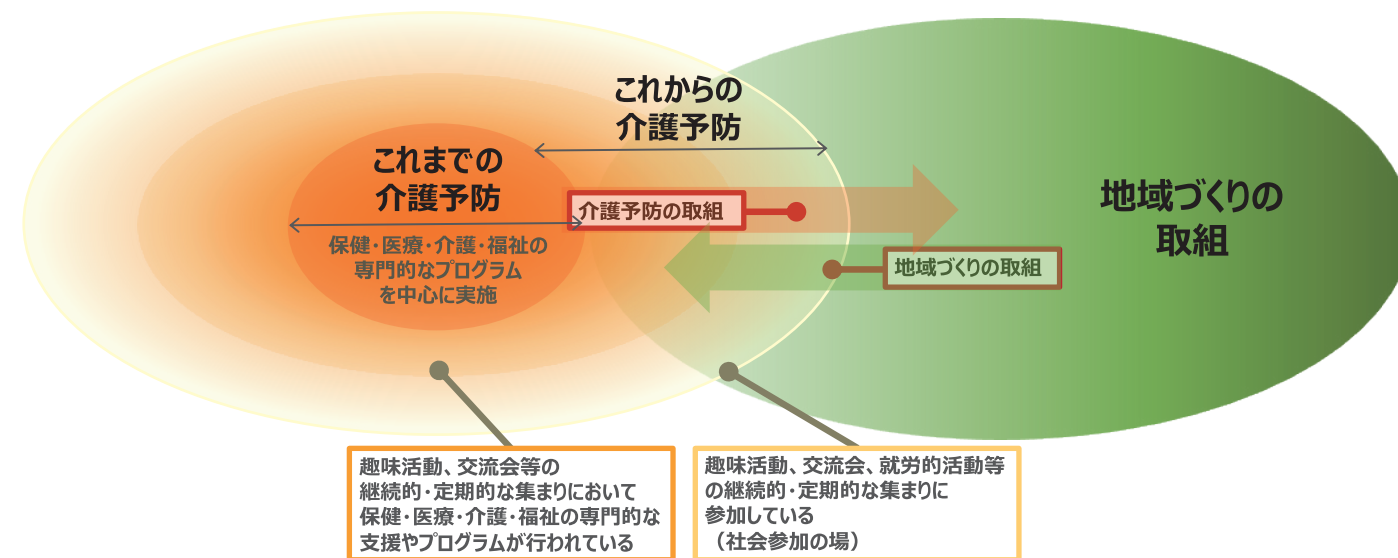 これからの
介護予防
これまでの
介護予防
保健・医療・介護・福祉の
専門的なプログラム
を中心に実施
介護予防の取組
地域づくりの取組
地域づくりの
取組
趣味活動、交流会等の
継続的・定期的な集まりにおいて
保健・医療・介護・福祉の専門的な
支援やプログラムが行われている
趣味活動、交流会、就労的活動等
の継続的・定期的な集まりに
参加している
（社会参加の場）